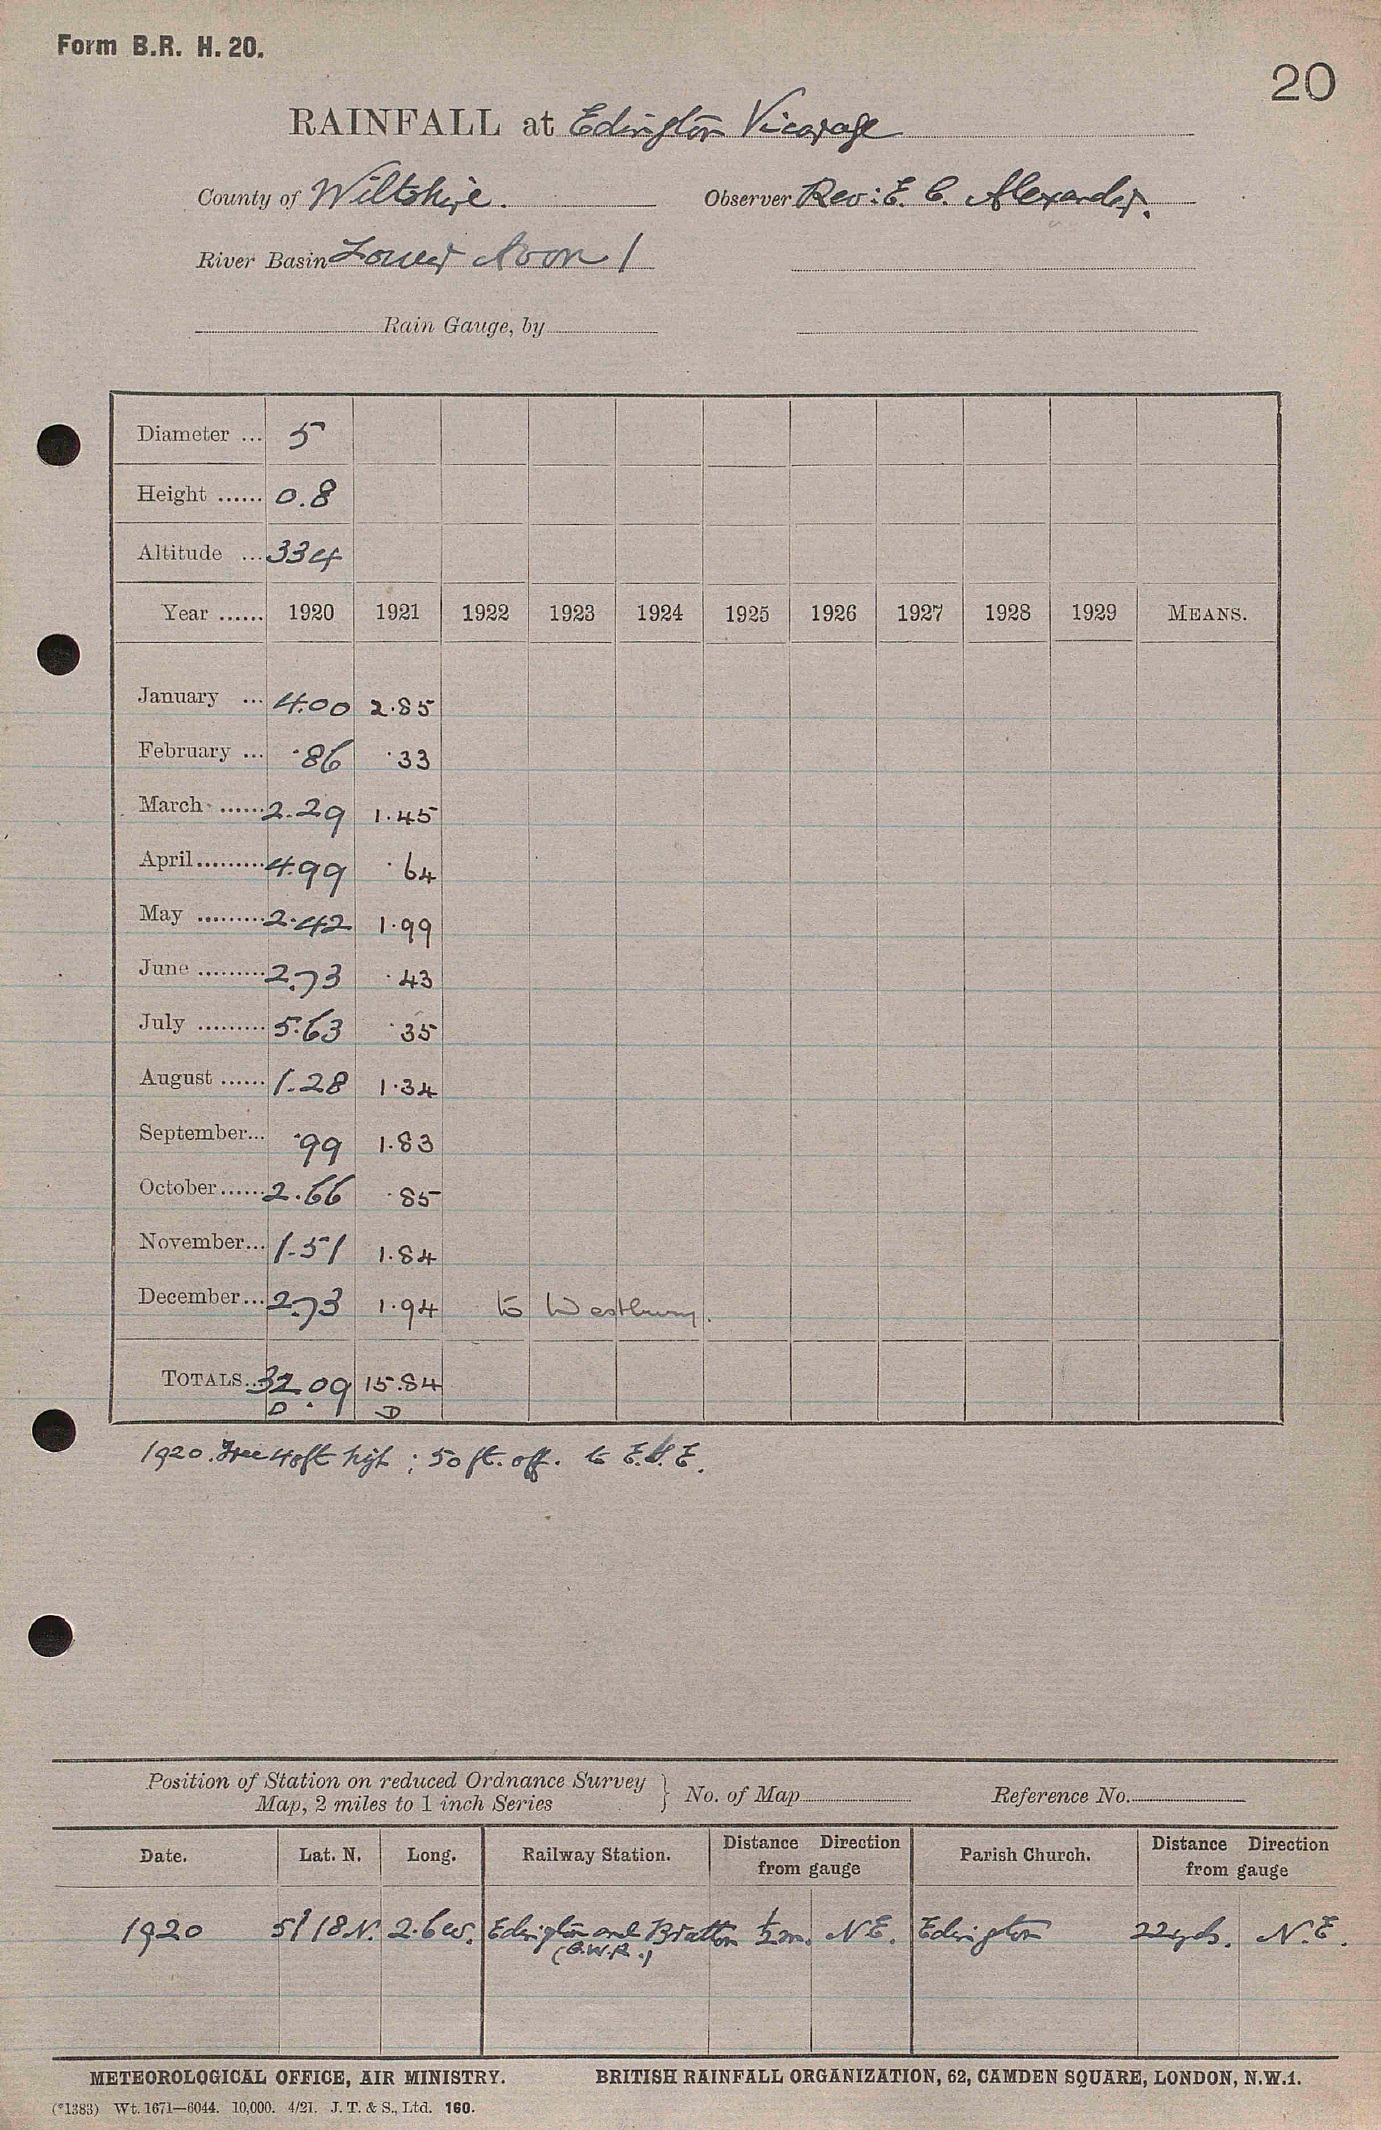 Form B.R. H. 20.
20
RAINFALL at Edington Vicarage
County of Wiltshire. Observer Rev: E. C. Alexander.
River Basin Lower Avon 1
Rain Gauge, by
Diameter ... 5
Height ...... 0.8
Altitude ... 334
Year ...... 1920 1921 1922 1923 1924 1925 1926 1927 1928 1929 MEANS.
January ... 4.00 2.85
February ... .86 .33
March ...... 2.29 1.45
April ......... 4.99 .64
May ......... 2.42 1.99
June ......... 2.73 .43
July ......... 5.63 .35
August ...... 1.28 1.34
September... .99 1.83
October...... 2.66 .85
November... 1.51 1.84
December... 2.73 1.94 to Westbury.
TOTALS... 32.09 15.84
D D
1920. Tree 40ft high ; 50 ft. off. to E.
Position of Station on reduced Ordnance Survey
Map, 2 miles to 1 inch Series } No. of Map Reference No.
Date. Lat. N. Long. Railway Station. Distance Direction from gauge Parish Church. Distance Direction from gauge
1920 51°18 N. 2.6 W. Edington and Bratton ½ m. N E. Edington 22 yds. N.E.
(G.W.R.)
METEOROLOGICAL OFFICE, AIR MINISTRY. BRITISH RAINFALL ORGANIZATION, 62, CAMDEN SQUARE, LONDON, N.W.1.
(*1383) Wt. 1671—6044. 10,000. 4/21. J. T. & S., Ltd. 160.